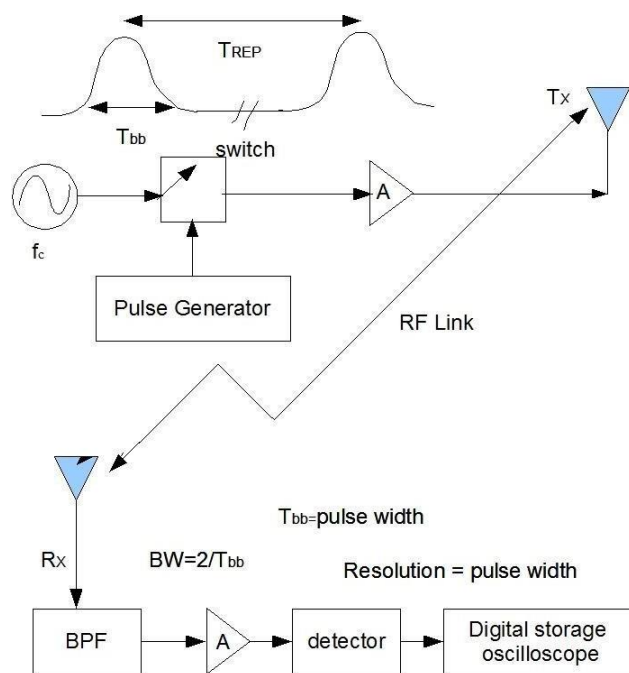 TREP
Tbb
switch
TX
fc
A
Pulse Generator
RF Link
Tbb=pulse width
RX
BW=2/Tbb
Resolution = pulse width
BPF
A
detector
Digital storage
oscilloscope